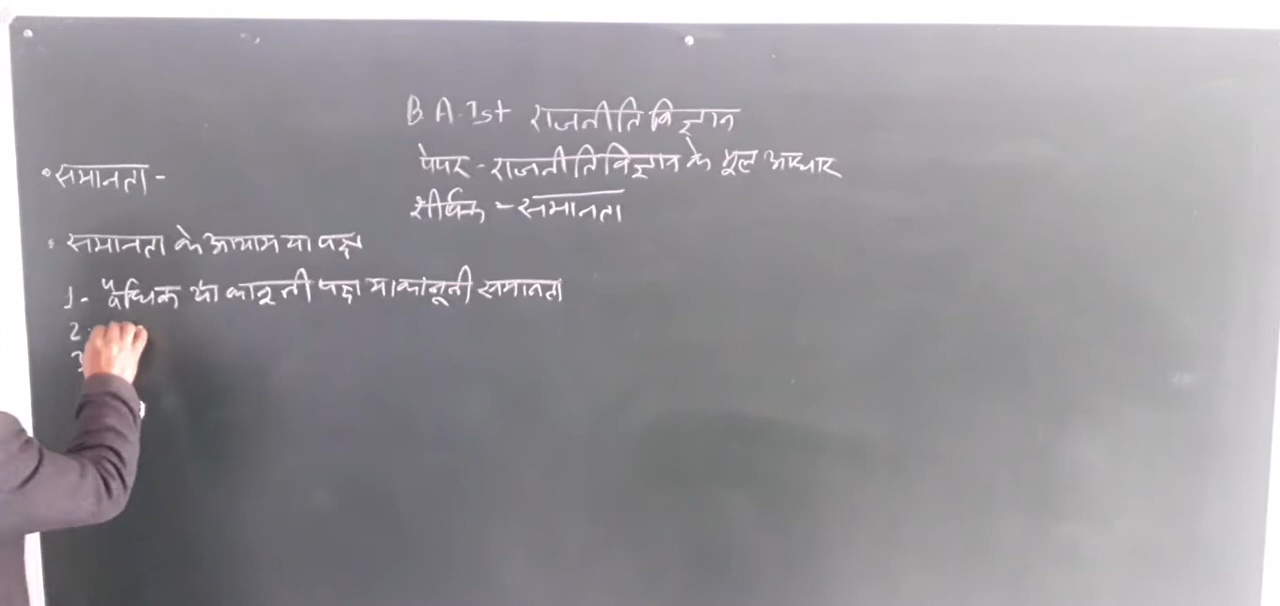 B.A. Ist राजनीति विज्ञान
पेपर - राजनीति विज्ञान के मूल आधार
शीर्षक - समानता
• समानता -
• समानता के आयाम या पक्ष
1- वैधिक या कानूनी पक्ष या कानूनी समानता
2-
3